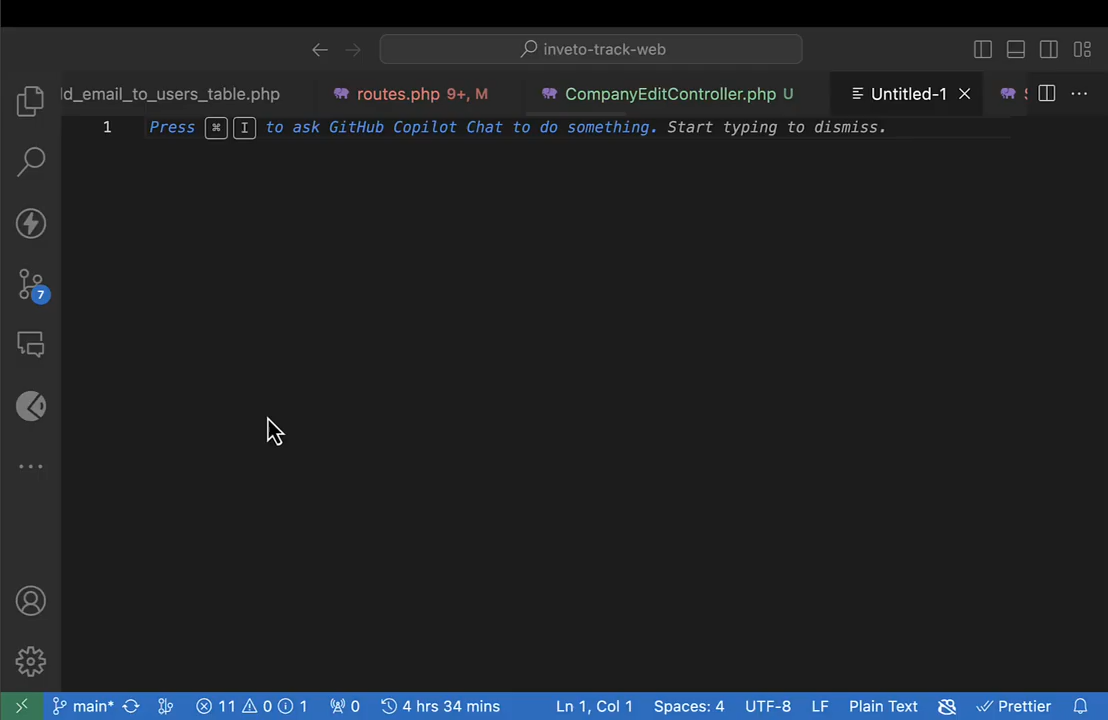 inveto-track-web
ld_email_to_users_table.php
routes.php 9+, M
CompanyEditController.php U
Untitled-1
1 Press ⌘ I to ask GitHub Copilot Chat to do something. Start typing to dismiss.
7
main* 11 0 1 0 4 hrs 34 mins Ln 1, Col 1 Spaces: 4 UTF-8 LF Plain Text Prettier